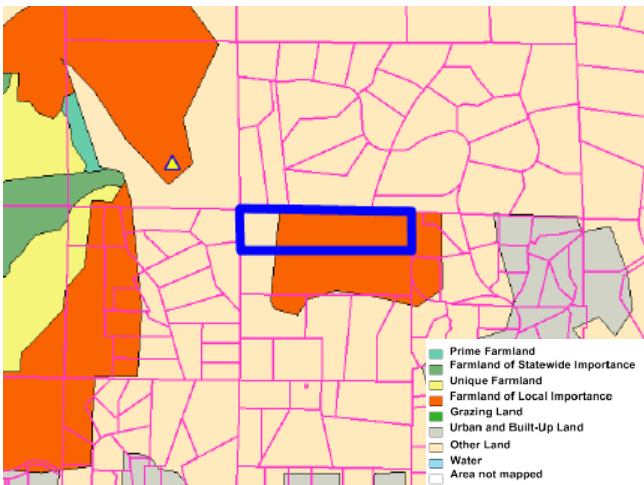 Prime Farmland
Farmland of Statewide Importance
Unique Farmland
Farmland of Local Importance
Grazing Land
Urban and Built-Up Land
Other Land
Water
Area not mapped